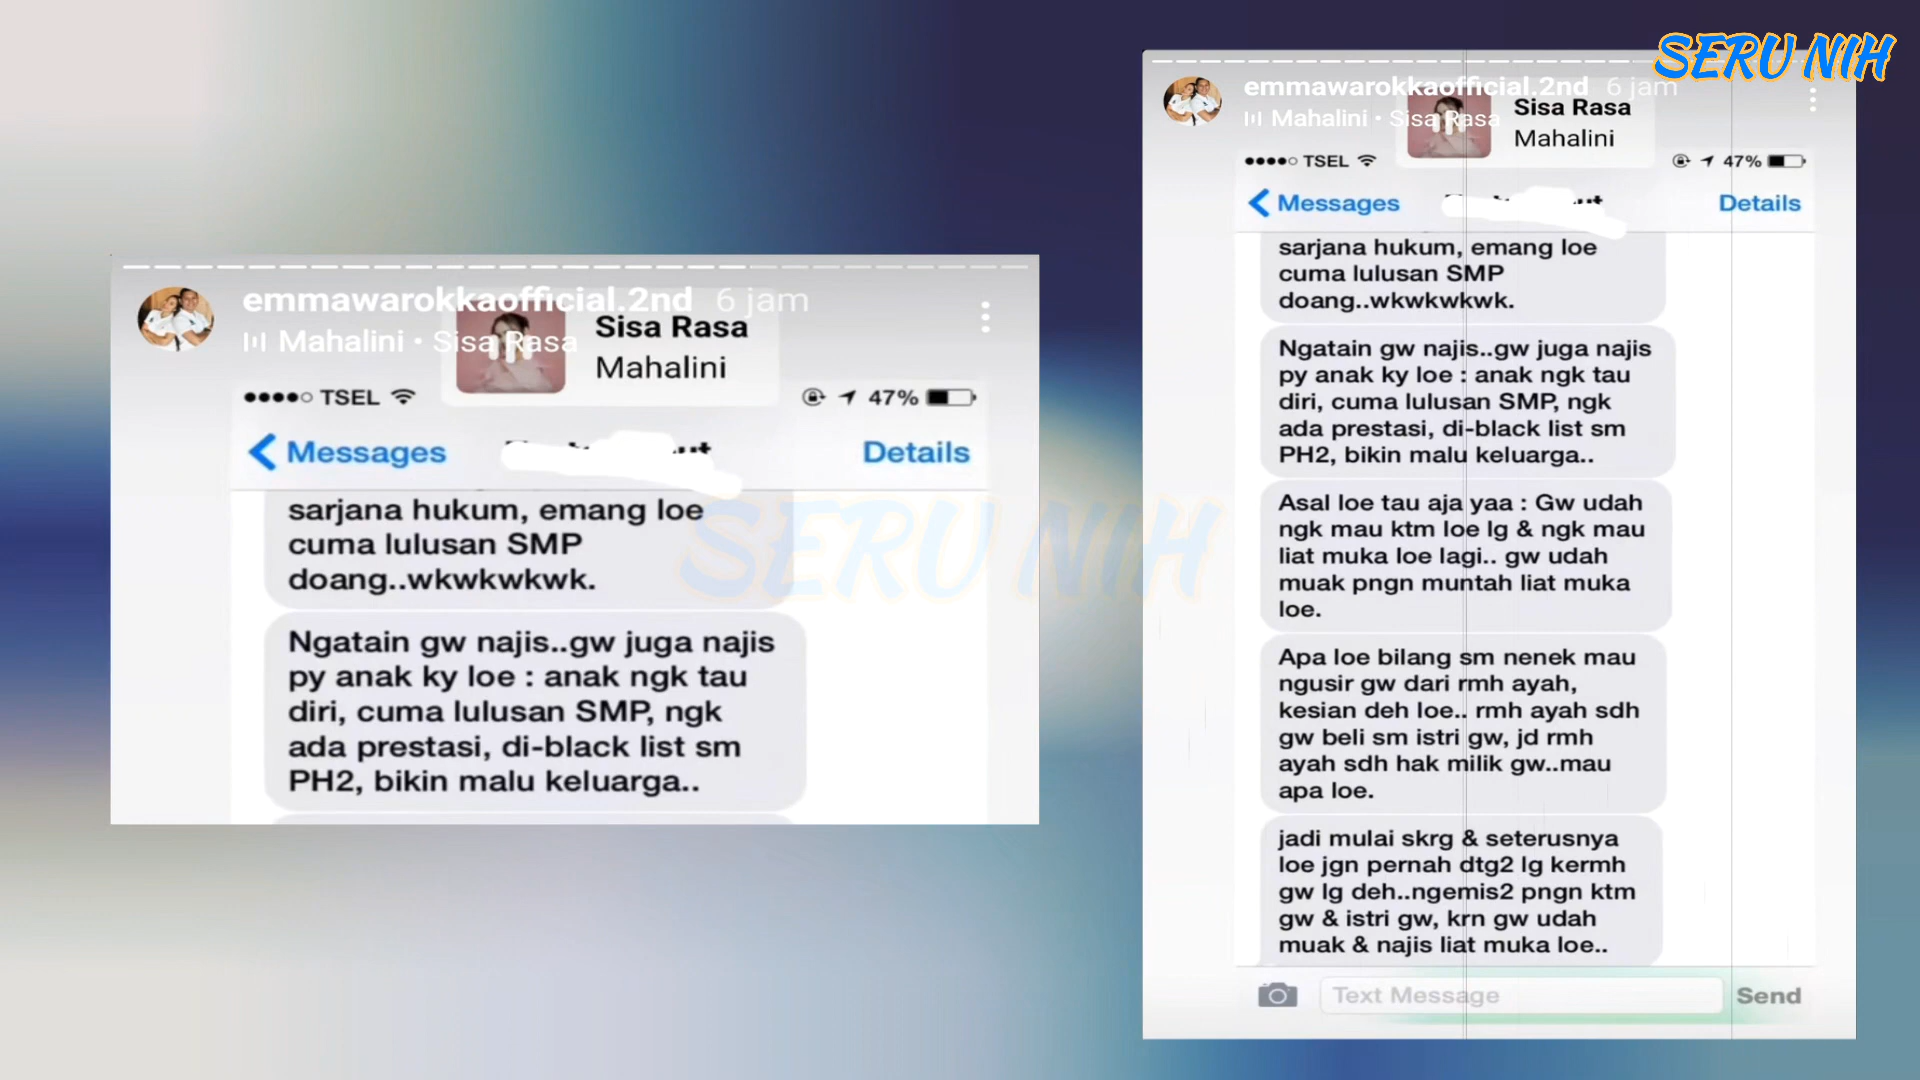 SERU NIH
emmawarokkaofficial.2nd 6 jam
Mahalini • Sisa Rasa
Sisa Rasa
Mahalini
TSEL 47%
Messages Details
sarjana hukum, emang loe
cuma lulusan SMP
doang..wkwkwkwk.
Ngatain gw najis..gw juga najis
py anak ky loe : anak ngk tau
diri, cuma lulusan SMP, ngk
ada prestasi, di-black list sm
PH2, bikin malu keluarga..
SERU NIH
emmawarokkaofficial.2nd 6 jam
Mahalini • Sisa Rasa
Sisa Rasa
Mahalini
TSEL 47%
Messages Details
sarjana hukum, emang loe
cuma lulusan SMP
doang..wkwkwkwk.
Ngatain gw najis..gw juga najis
py anak ky loe : anak ngk tau
diri, cuma lulusan SMP, ngk
ada prestasi, di-black list sm
PH2, bikin malu keluarga..
Asal loe tau aja yaa : Gw udah
ngk mau ktm loe lg & ngk mau
liat muka loe lagi.. gw udah
muak pngn muntah liat muka
loe.
Apa loe bilang sm nenek mau
ngusir gw dari rmh ayah,
kesian deh loe.. rmh ayah sdh
gw beli sm istri gw, jd rmh
ayah sdh hak milik gw..mau
apa loe.
jadi mulai skrg & seterusnya
loe jgn pernah dtg2 lg kermh
gw lg deh..ngemis2 pngn ktm
gw & istri gw, krn gw udah
muak & najis liat muka loe..
Text Message Send